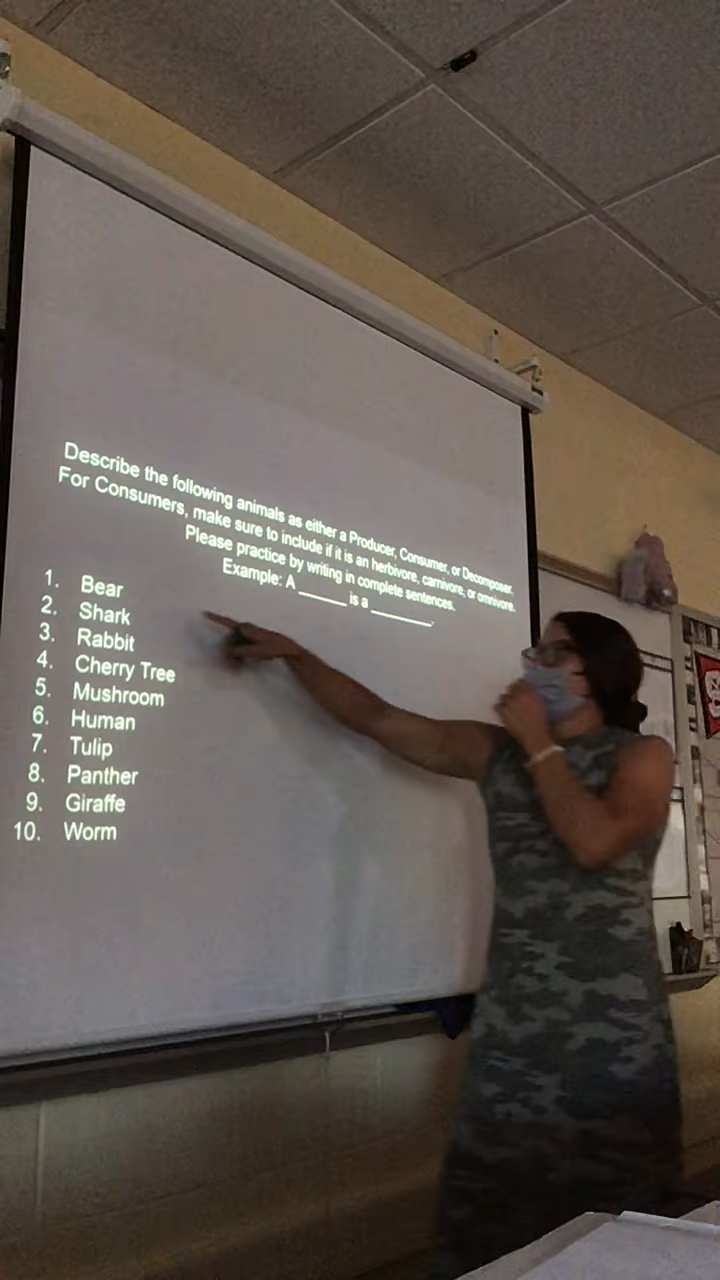 Describe the following animals as either a Producer, Consumer, or Decomposer.
For Consumers, make sure to include if it is an herbivore, carnivore, or omnivore.
Please practice by writing in complete sentences.
Example: A ______ is a ________.
1. Bear
2. Shark
3. Rabbit
4. Cherry Tree
5. Mushroom
6. Human
7. Tulip
8. Panther
9. Giraffe
10. Worm